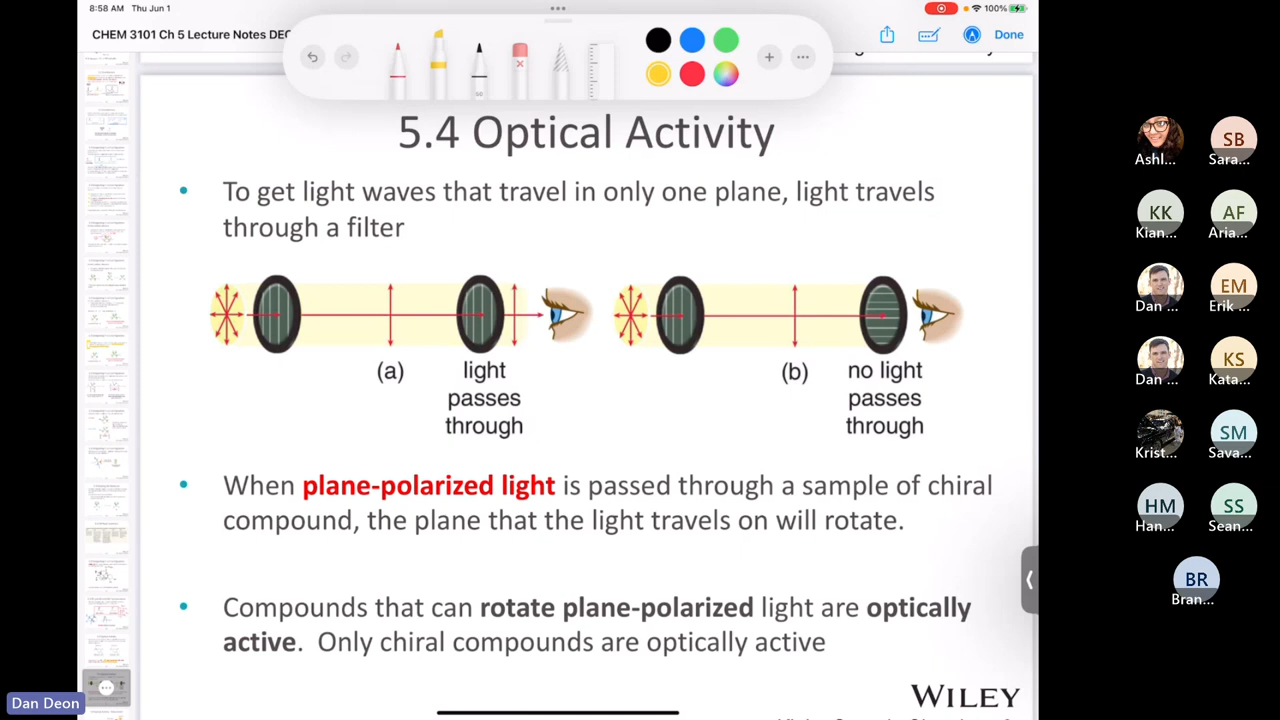 8:58 AM Thu Jun 1
100%
CHEM 3101 Ch 5 Lecture Notes DEC
Done
5.4 Optical Activity
• To get light waves that travel in only one plane, light travels
through a filter
(a)
light
passes
through
(b)
no light
passes
through
• When plane-polarized light is passed through a sample of chiral
compound, the plane that the light travels on will rotate.
• Compounds that can rotate plane-polarized light are optically
active. Only chiral compounds are optically active
WILEY
Ashl...
SB
Sara...
KK
Kian...
AF
Aria...
Dan ...
EM
Erik ...
Dan ...
KS
Kata...
Krist...
SM
Sava...
HM
Han...
SS
Sean...
BR
Bran...
Dan Deon